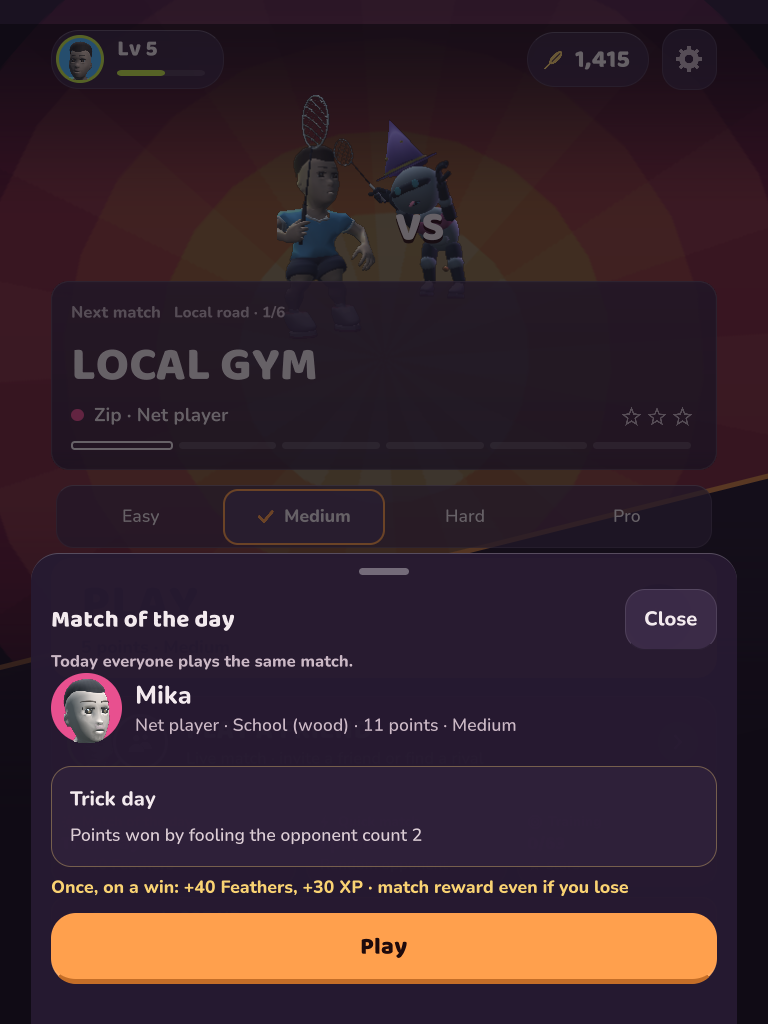 Lv 5
1,415
VS
Next match Local road · 1/6
LOCAL GYM
Zip · Net player
Easy
Medium
Hard
Pro
Match of the day
Close
Today everyone plays the same match.
Mika
Net player · School (wood) · 11 points · Medium
Trick day
Points won by fooling the opponent count 2
Once, on a win: +40 Feathers, +30 XP · match reward even if you lose
Play